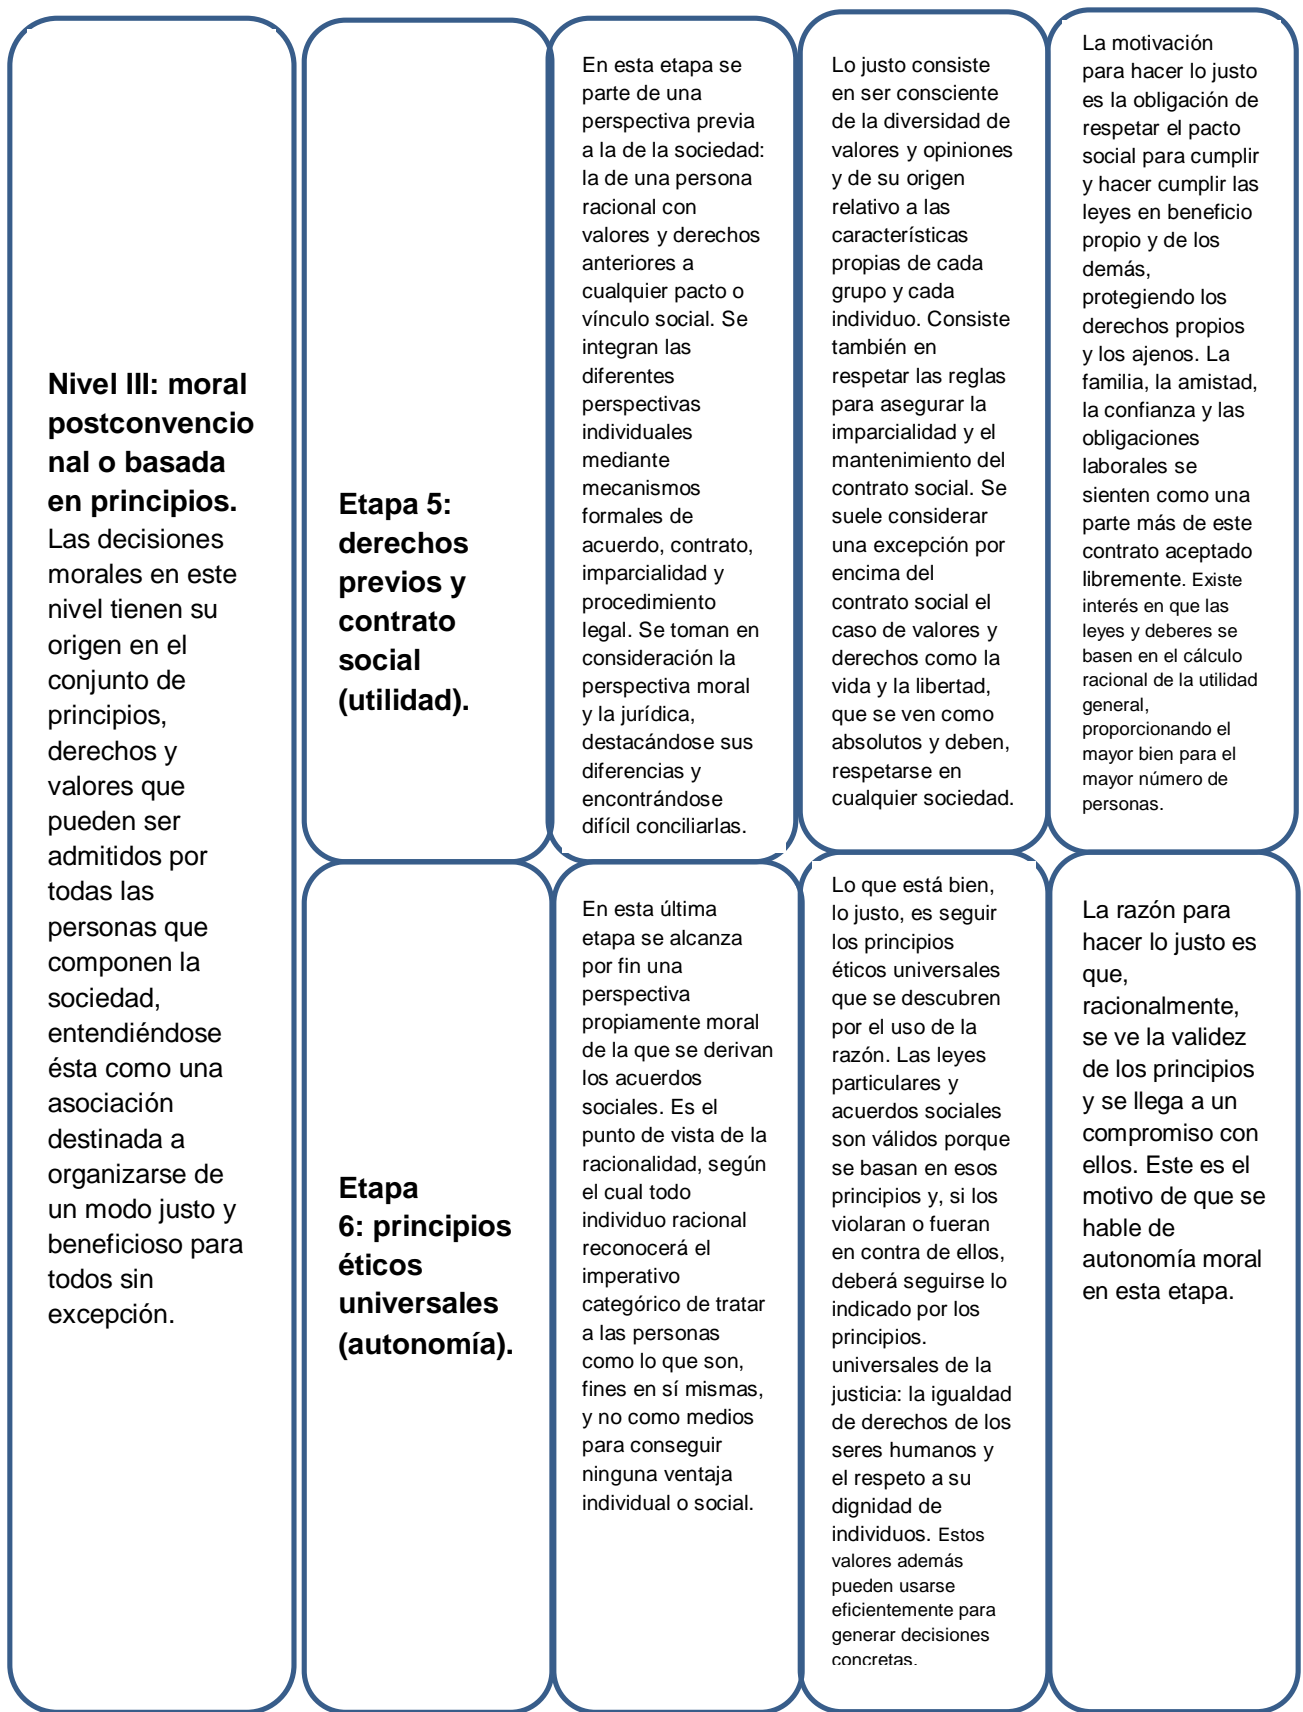 Nivel III: moral
postconvencio
nal o basada
en principios.
Las decisiones
morales en este
nivel tienen su
origen en el
conjunto de
principios,
derechos y
valores que
pueden ser
admitidos por
todas las
personas que
componen la
sociedad,
entendiéndose
ésta como una
asociación
destinada a
organizarse de
un modo justo y
beneficioso para
todos sin
excepción.
Etapa 5:
derechos
previos y
contrato
social
(utilidad).
En esta etapa se
parte de una
perspectiva previa
a la de la sociedad:
la de una persona
racional con
valores y derechos
anteriores a
cualquier pacto o
vínculo social. Se
integran las
diferentes
perspectivas
individuales
mediante
mecanismos
formales de
acuerdo, contrato,
imparcialidad y
procedimiento
legal. Se toman en
consideración la
perspectiva moral
y la jurídica,
destacándose sus
diferencias y
encontrándose
difícil conciliarlas.
Lo justo consiste
en ser consciente
de la diversidad de
valores y opiniones
y de su origen
relativo a las
características
propias de cada
grupo y cada
individuo. Consiste
también en
respetar las reglas
para asegurar la
imparcialidad y el
mantenimiento del
contrato social. Se
suele considerar
una excepción por
encima del
contrato social el
caso de valores y
derechos como la
vida y la libertad,
que se ven como
absolutos y deben,
respetarse en
cualquier sociedad.
La motivación
para hacer lo justo
es la obligación de
respetar el pacto
social para cumplir
y hacer cumplir las
leyes en beneficio
propio y de los
demás,
protegiendo los
derechos propios
y los ajenos. La
familia, la amistad,
la confianza y las
obligaciones
laborales se
sienten como una
parte más de este
contrato aceptado
libremente. Existe
interés en que las
leyes y deberes se
basen en el cálculo
racional de la utilidad
general,
proporcionando el
mayor bien para el
mayor número de
personas.
Etapa
6: principios
éticos
universales
(autonomía).
En esta última
etapa se alcanza
por fin una
perspectiva
propiamente moral
de la que se derivan
los acuerdos
sociales. Es el
punto de vista de la
racionalidad, según
el cual todo
individuo racional
reconocerá el
imperativo
categórico de tratar
a las personas
como lo que son,
fines en sí mismas,
y no como medios
para conseguir
ninguna ventaja
individual o social.
Lo que está bien,
lo justo, es seguir
los principios
éticos universales
que se descubren
por el uso de la
razón. Las leyes
particulares y
acuerdos sociales
son válidos porque
se basan en esos
principios y, si los
violaran o fueran
en contra de ellos,
deberá seguirse lo
indicado por los
principios.
universales de la
justicia: la igualdad
de derechos de los
seres humanos y
el respeto a su
dignidad de
individuos. Estos
valores además
pueden usarse
eficientemente para
generar decisiones
concretas.
La razón para
hacer lo justo es
que,
racionalmente,
se ve la validez
de los principios
y se llega a un
compromiso con
ellos. Este es el
motivo de que se
hable de
autonomía moral
en esta etapa.